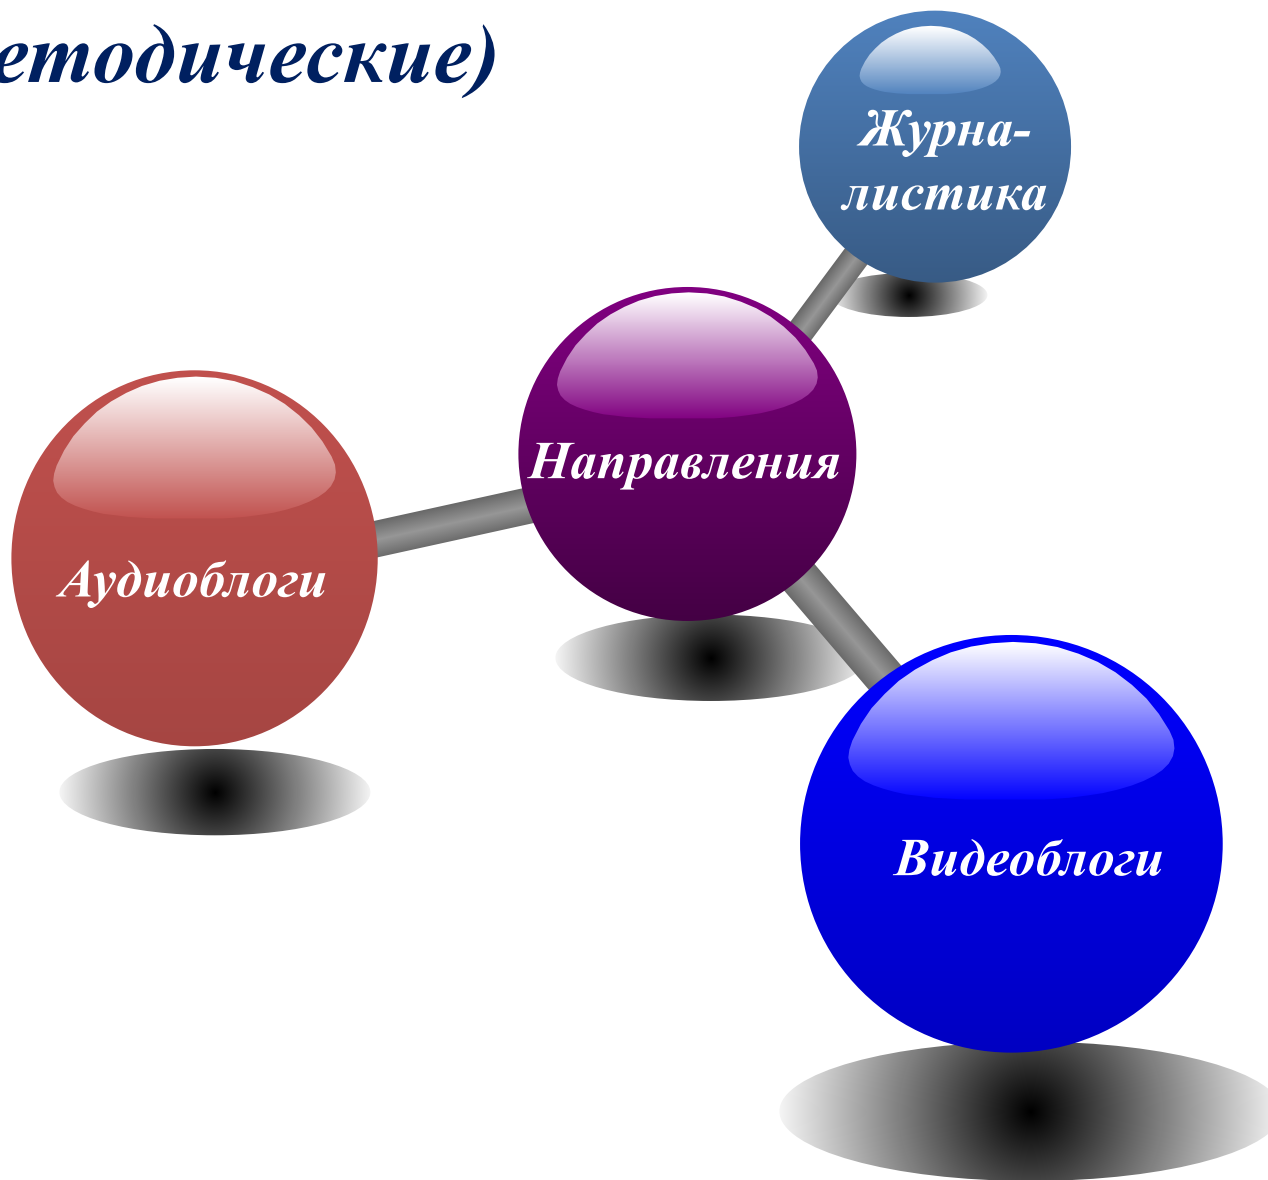 етодические)
Журна-
листика
Направления
Аудиоблоги
Видеоблоги